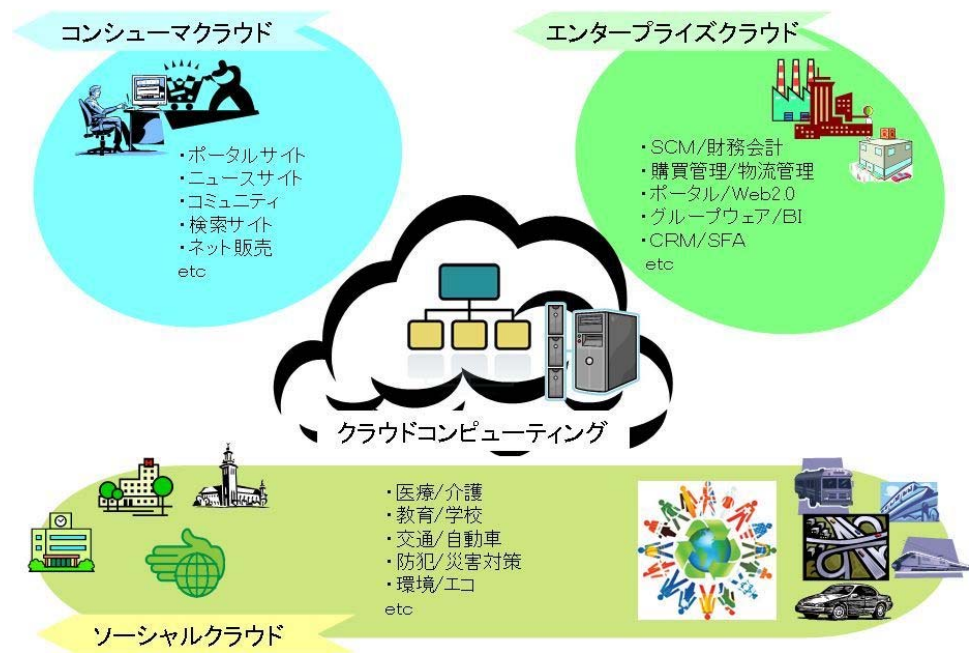 コンシューマクラウド
・ポータルサイト
・ニュースサイト
・コミュニティ
・検索サイト
・ネット販売
etc
エンタープライズクラウド
・SCM/財務会計
・購買管理/物流管理
・ポータル/Web2.0
・グループウェア/BI
・CRM/SFA
etc
クラウドコンピューティング
・医療/介護
・教育/学校
・交通/自動車
・防犯/災害対策
・環境/エコ
etc
ソーシャルクラウド